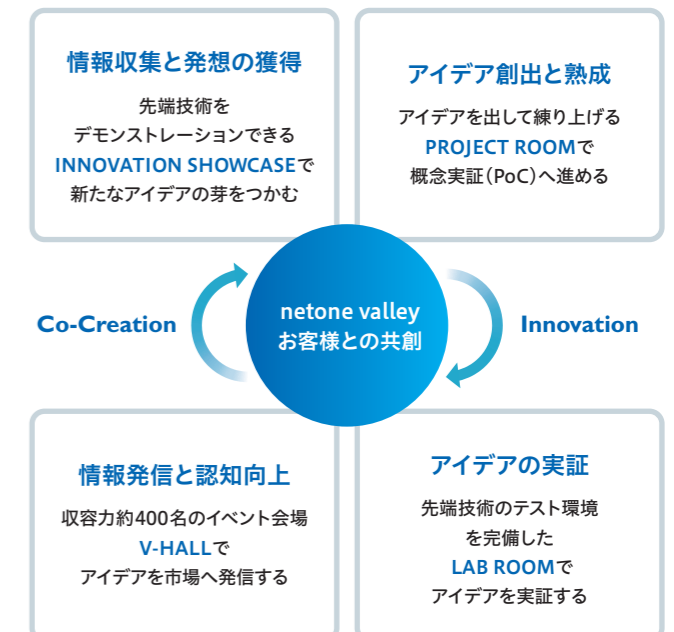 情報収集と発想の獲得
先端技術を
デモンストレーションできる
INNOVATION SHOWCASEで
新たなアイデアの芽をつかむ
アイデア創出と熟成
アイデアを出して練り上げる
PROJECT ROOMで
概念実証(PoC)へ進める
Co-Creation
netone valley
お客様との共創
Innovation
情報発信と認知向上
収容力約400名のイベント会場
V-HALLで
アイデアを市場へ発信する
アイデアの実証
先端技術のテスト環境
を完備した
LAB ROOMで
アイデアを実証する